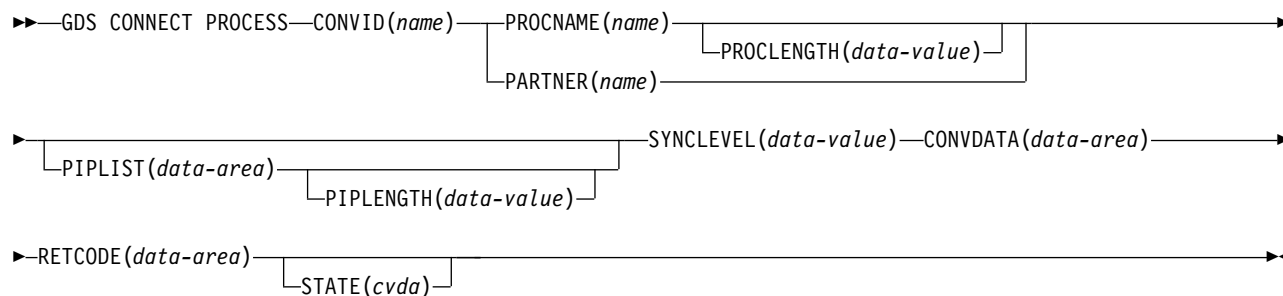 GDS CONNECT PROCESS CONVID(name) PROCNAME(name)
PROCLENGTH(data-value)
PARTNER(name)
SYNCLEVEL(data-value) CONVDATA(data-area)
PIPLIST(data-area)
PIPLENGTH(data-value)
RETCODE(data-area)
STATE(cvda)